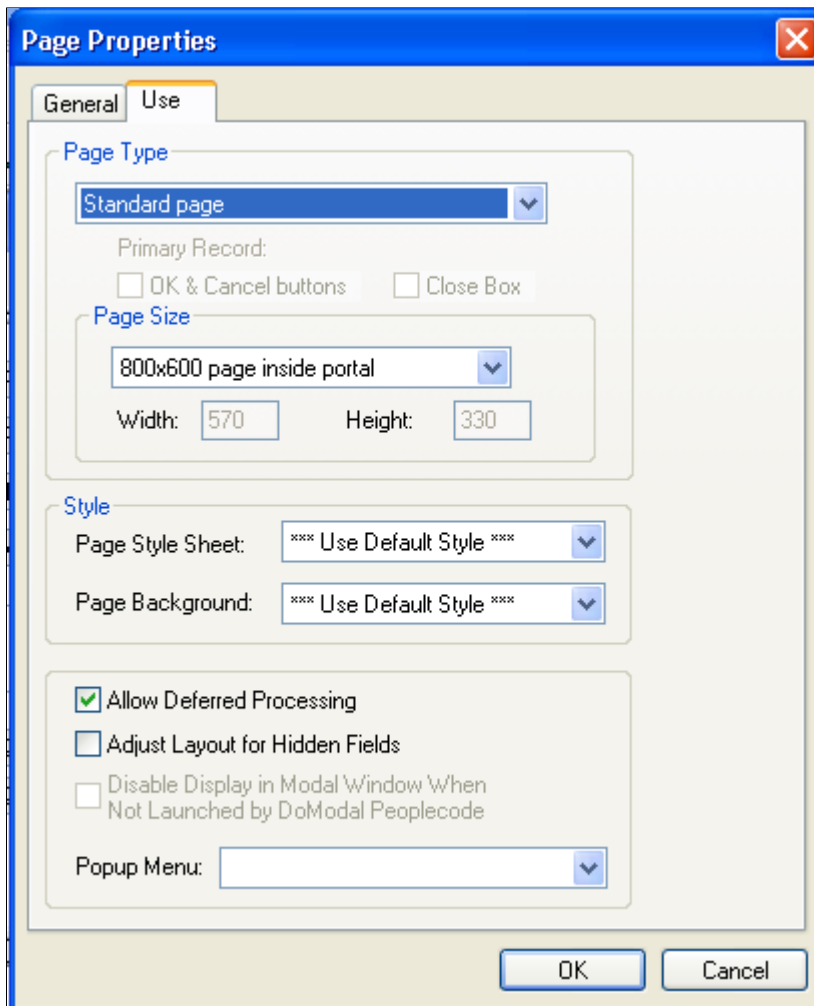 Page Properties
General
Use
Page Type
Standard page
Primary Record:
OK & Cancel buttons
Close Box
Page Size
800x600 page inside portal
Width: 570 Height: 330
Style
Page Style Sheet: *** Use Default Style ***
Page Background: *** Use Default Style ***
Allow Deferred Processing
Adjust Layout for Hidden Fields
Disable Display in Modal Window When
Not Launched by DoModal Peoplecode
Popup Menu:
OK
Cancel